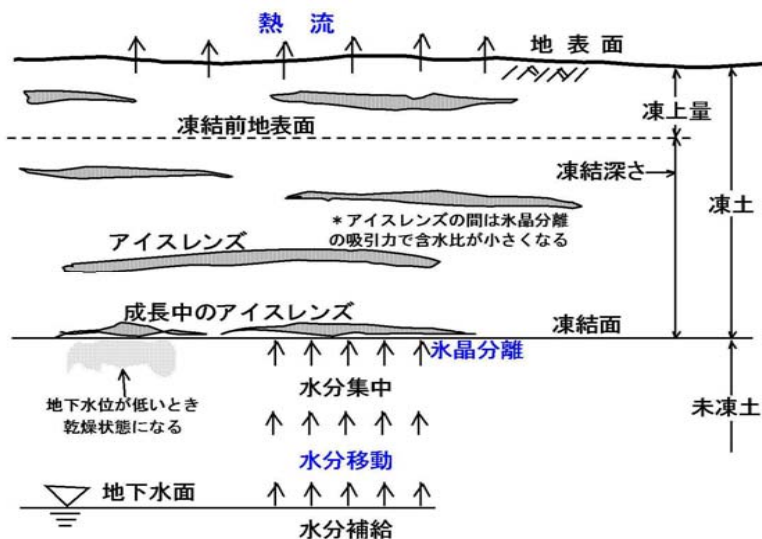 熱 流
地 表 面
凍上量
凍結前地表面
凍結深さ
凍土
＊アイスレンズの間は氷晶分離
の吸引力で含水比が小さくなる
アイスレンズ
成長中のアイスレンズ
凍結面
氷晶分離
水分集中
地下水位が低いとき
乾燥状態になる
未凍土
水分移動
地下水面
水分補給